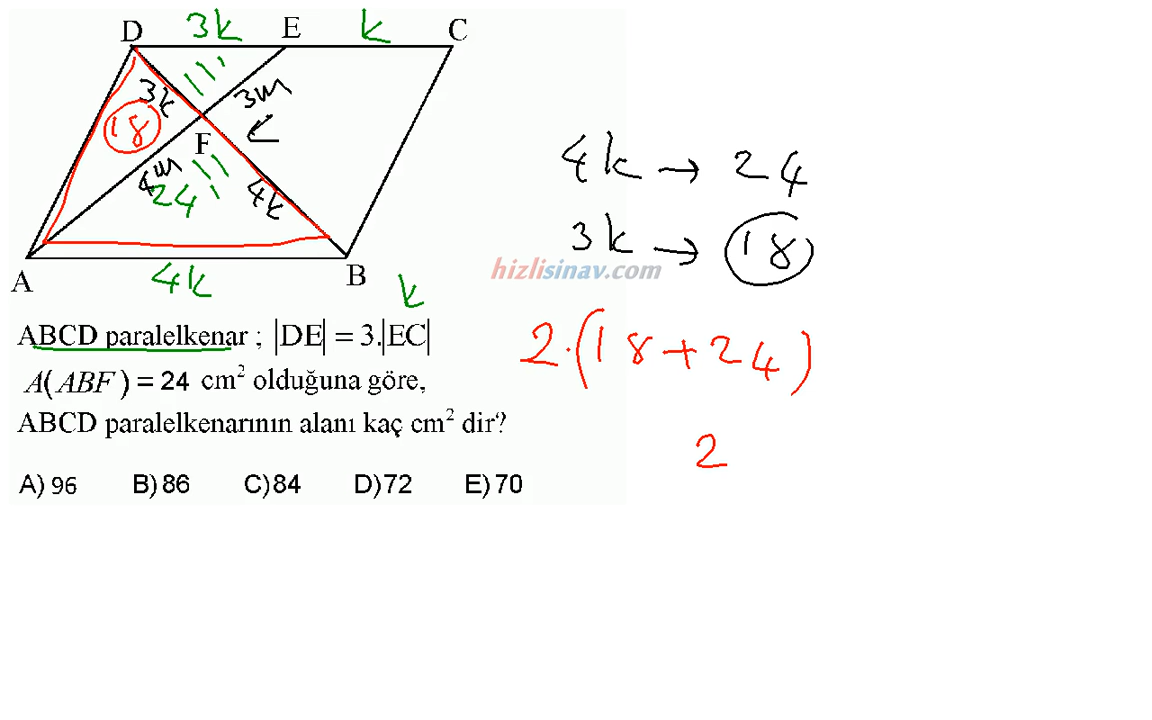 3k k
D E C
3k 3m
18
F
4m
24 4k
A B
4k k
4k → 24
3k → 18
hizlisinav.com
2.(18+24)
2
ABCD paralelkenar ; |DE| = 3.|EC|
A(ABF) = 24 cm² olduğuna göre,
ABCD paralelkenarının alanı kaç cm² dir?
A) 96 B) 86 C) 84 D) 72 E) 70